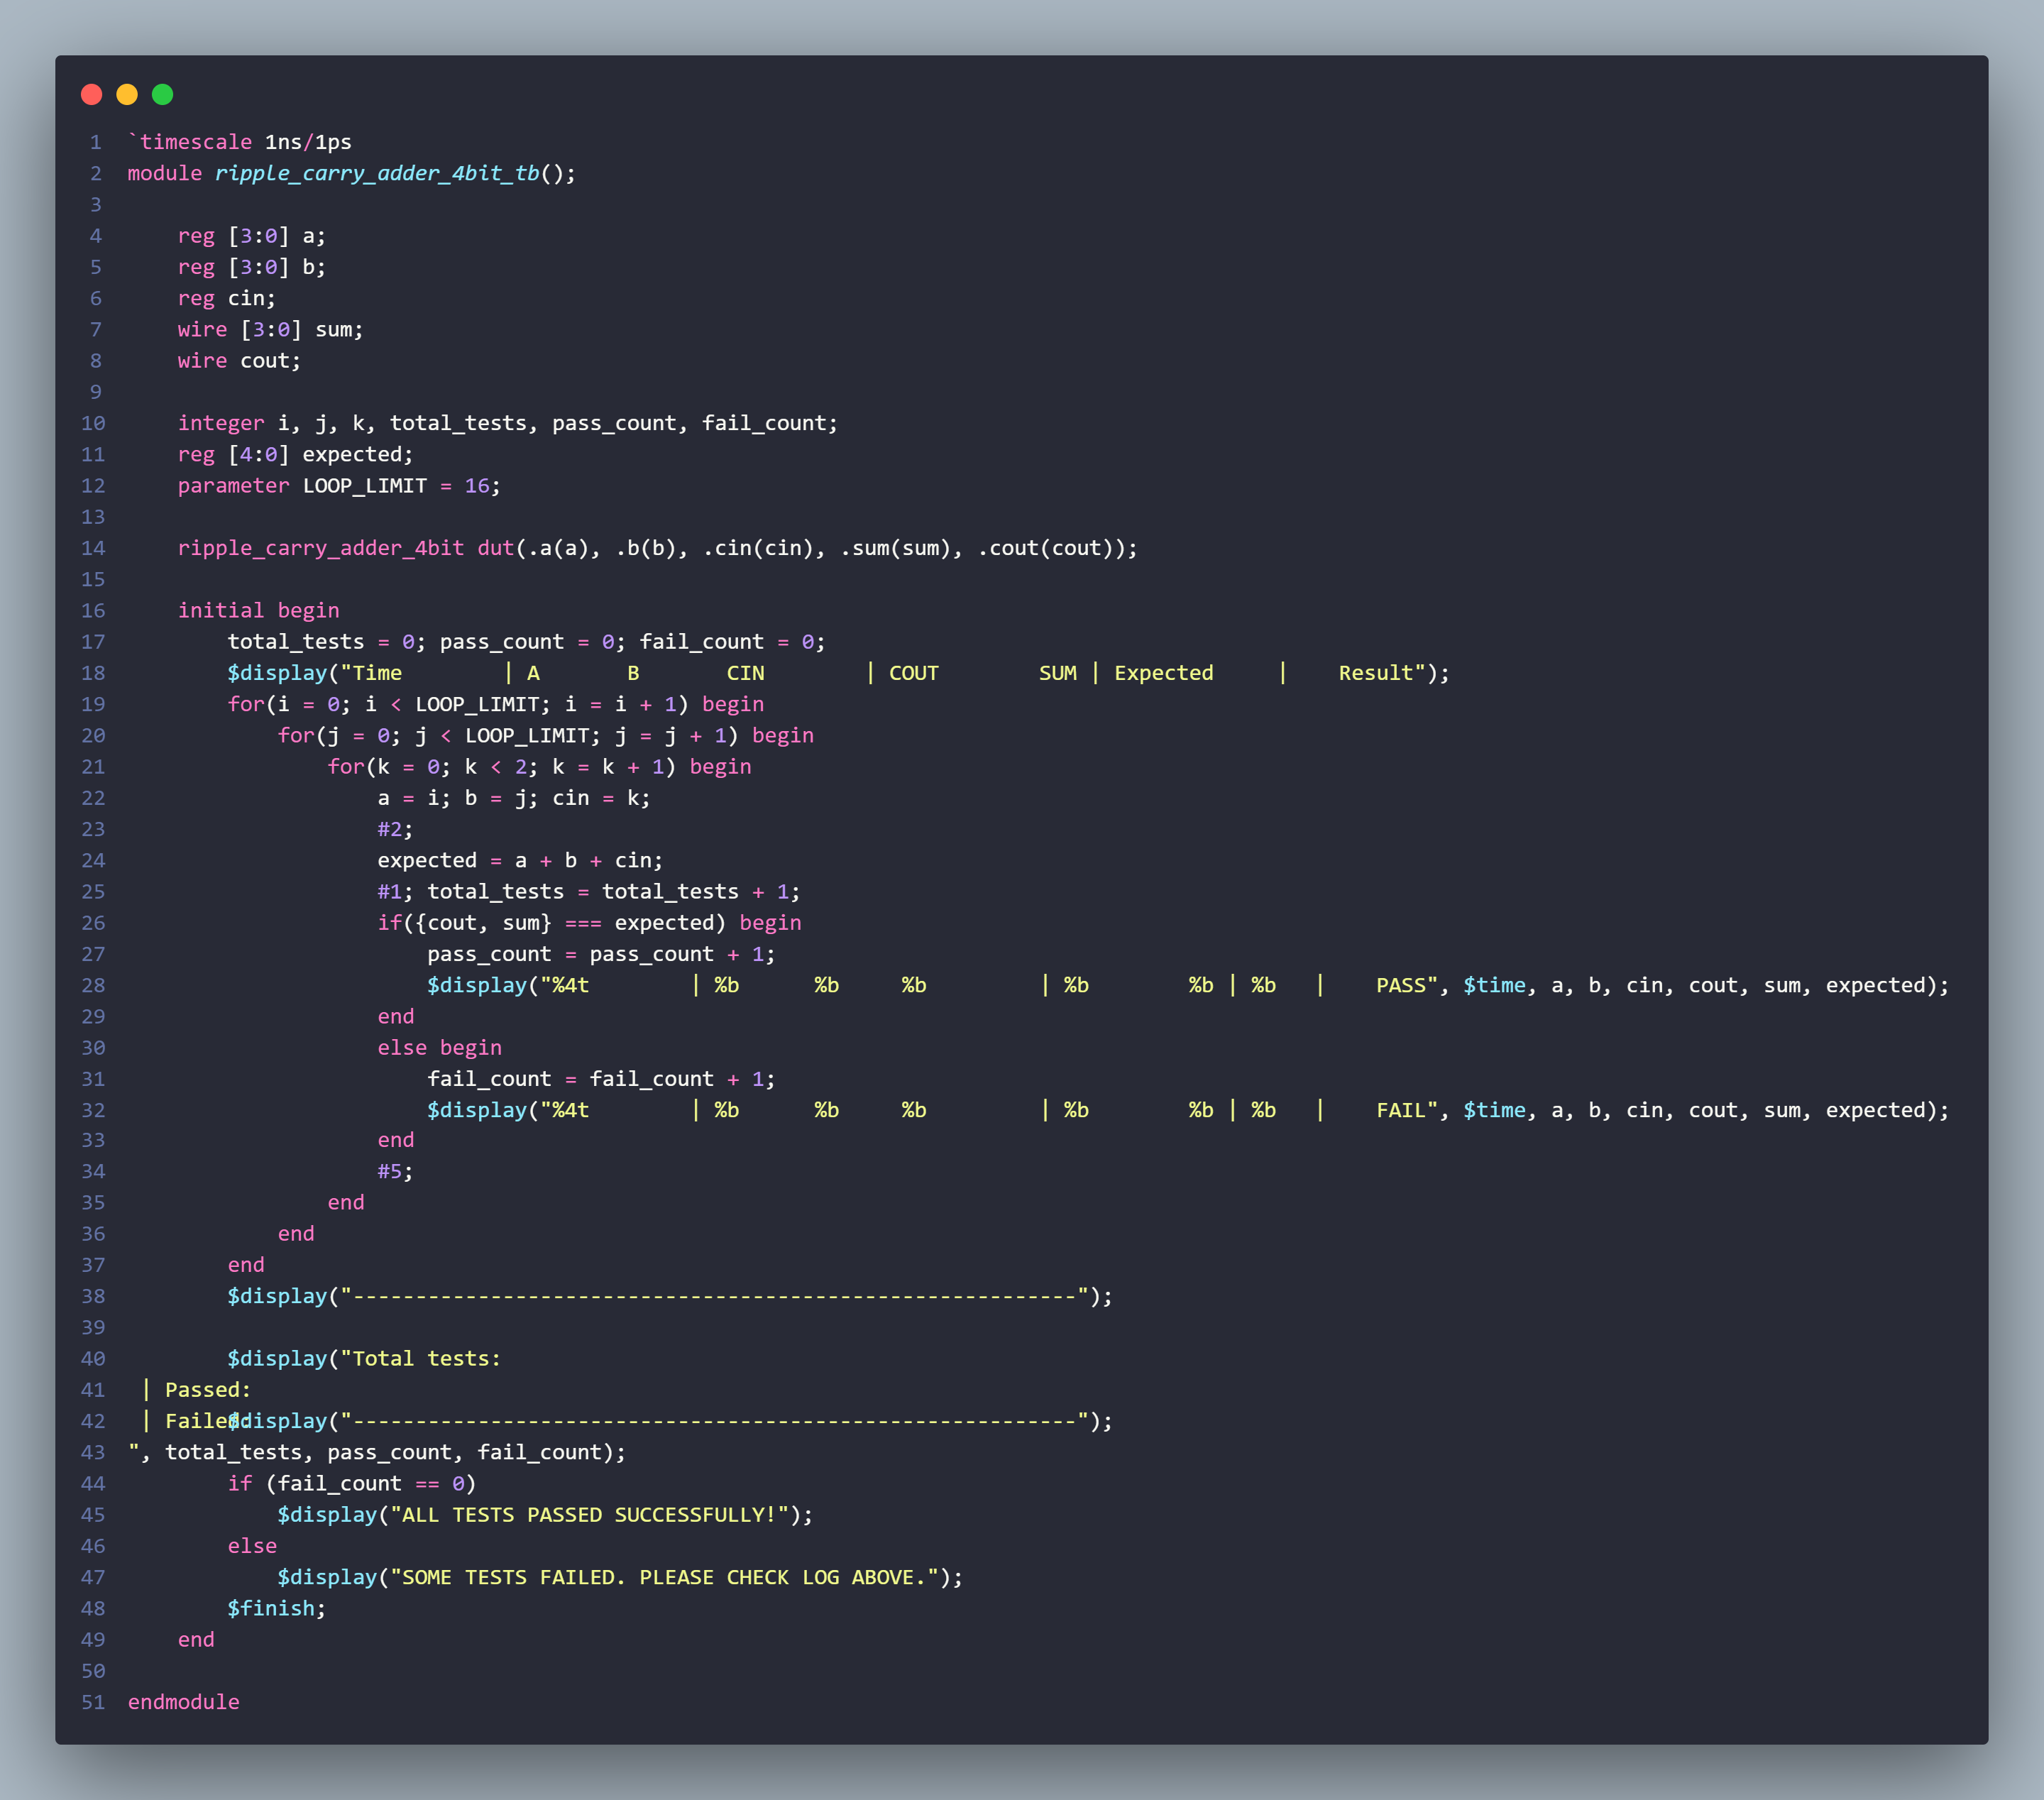 1 `timescale 1ns/1ps
2 module ripple_carry_adder_4bit_tb();
3
4     reg [3:0] a;
5     reg [3:0] b;
6     reg cin;
7     wire [3:0] sum;
8     wire cout;
9
10     integer i, j, k, total_tests, pass_count, fail_count;
11     reg [4:0] expected;
12     parameter LOOP_LIMIT = 16;
13
14     ripple_carry_adder_4bit dut(.a(a), .b(b), .cin(cin), .sum(sum), .cout(cout));
15
16     initial begin
17         total_tests = 0; pass_count = 0; fail_count = 0;
18         $display("Time        | A       B       CIN        | COUT        SUM | Expected     |    Result");
19         for(i = 0; i < LOOP_LIMIT; i = i + 1) begin
20             for(j = 0; j < LOOP_LIMIT; j = j + 1) begin
21                 for(k = 0; k < 2; k = k + 1) begin
22                     a = i; b = j; cin = k;
23                     #2;
24                     expected = a + b + cin;
25                     #1; total_tests = total_tests + 1;
26                     if({cout, sum} === expected) begin
27                         pass_count = pass_count + 1;
28                         $display("%4t        | %b      %b     %b         | %b        %b | %b   |    PASS", $time, a, b, cin, cout, sum, expected);
29                     end
30                     else begin
31                         fail_count = fail_count + 1;
32                         $display("%4t        | %b      %b     %b         | %b        %b | %b   |    FAIL", $time, a, b, cin, cout, sum, expected);
33                     end
34                     #5;
35                 end
36             end
37         end
38         $display("----------------------------------------------------------");
39
40         $display("Total tests:
41  | Passed:
42  | Failed:$display("----------------------------------------------------------");
43 ", total_tests, pass_count, fail_count);
44         if (fail_count == 0)
45             $display("ALL TESTS PASSED SUCCESSFULLY!");
46         else
47             $display("SOME TESTS FAILED. PLEASE CHECK LOG ABOVE.");
48         $finish;
49     end
50
51 endmodule